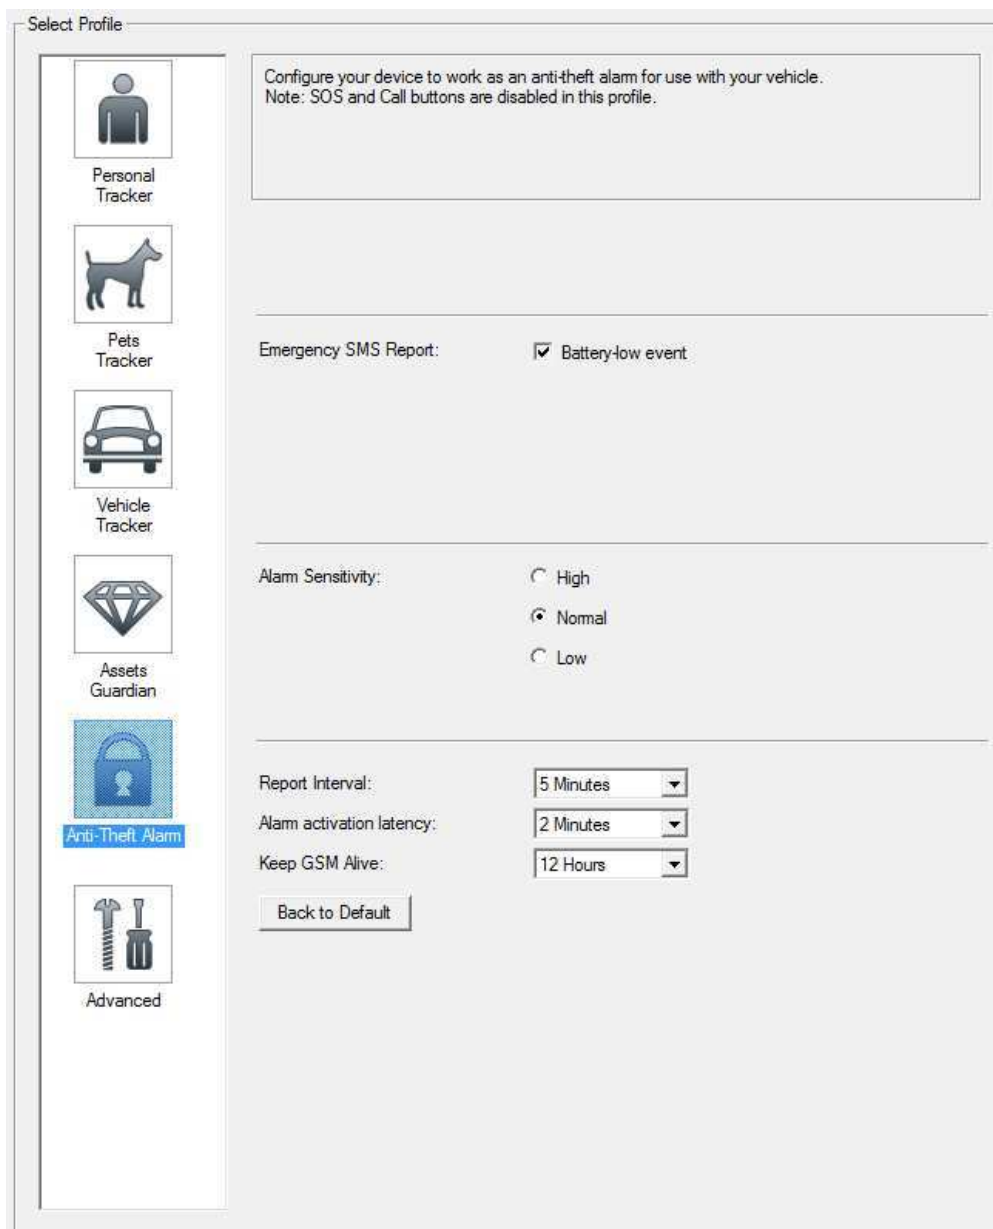 Select Profile
Personal
Tracker
Pets
Tracker
Vehicle
Tracker
Assets
Guardian
Anti-Theft Alarm
Advanced
Configure your device to work as an anti-theft alarm for use with your vehicle.
Note: SOS and Call buttons are disabled in this profile.
Emergency SMS Report:
Battery-low event
Alarm Sensitivity:
High
Normal
Low
Report Interval:
5 Minutes
Alarm activation latency:
2 Minutes
Keep GSM Alive:
12 Hours
Back to Default